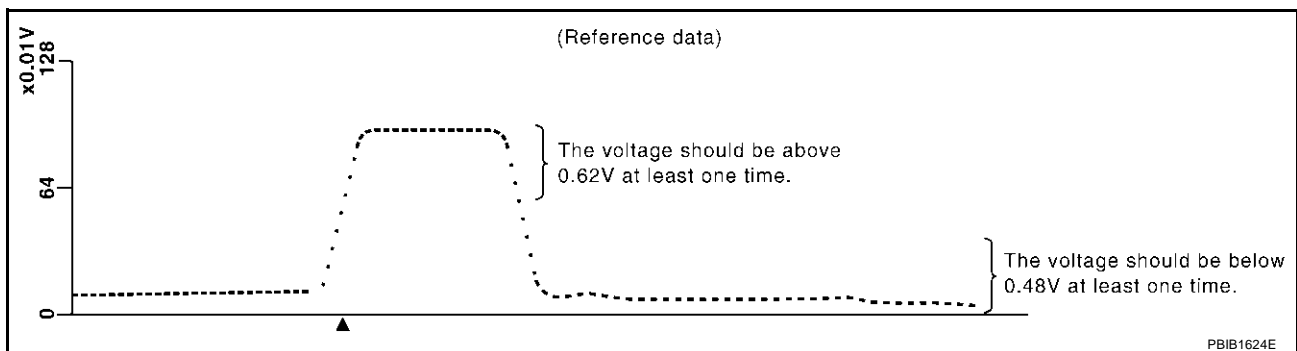 (Reference data)
x0.01V
128
64
0
The voltage should be above
0.62V at least one time.
The voltage should be below
0.48V at least one time.
PBIB1624E